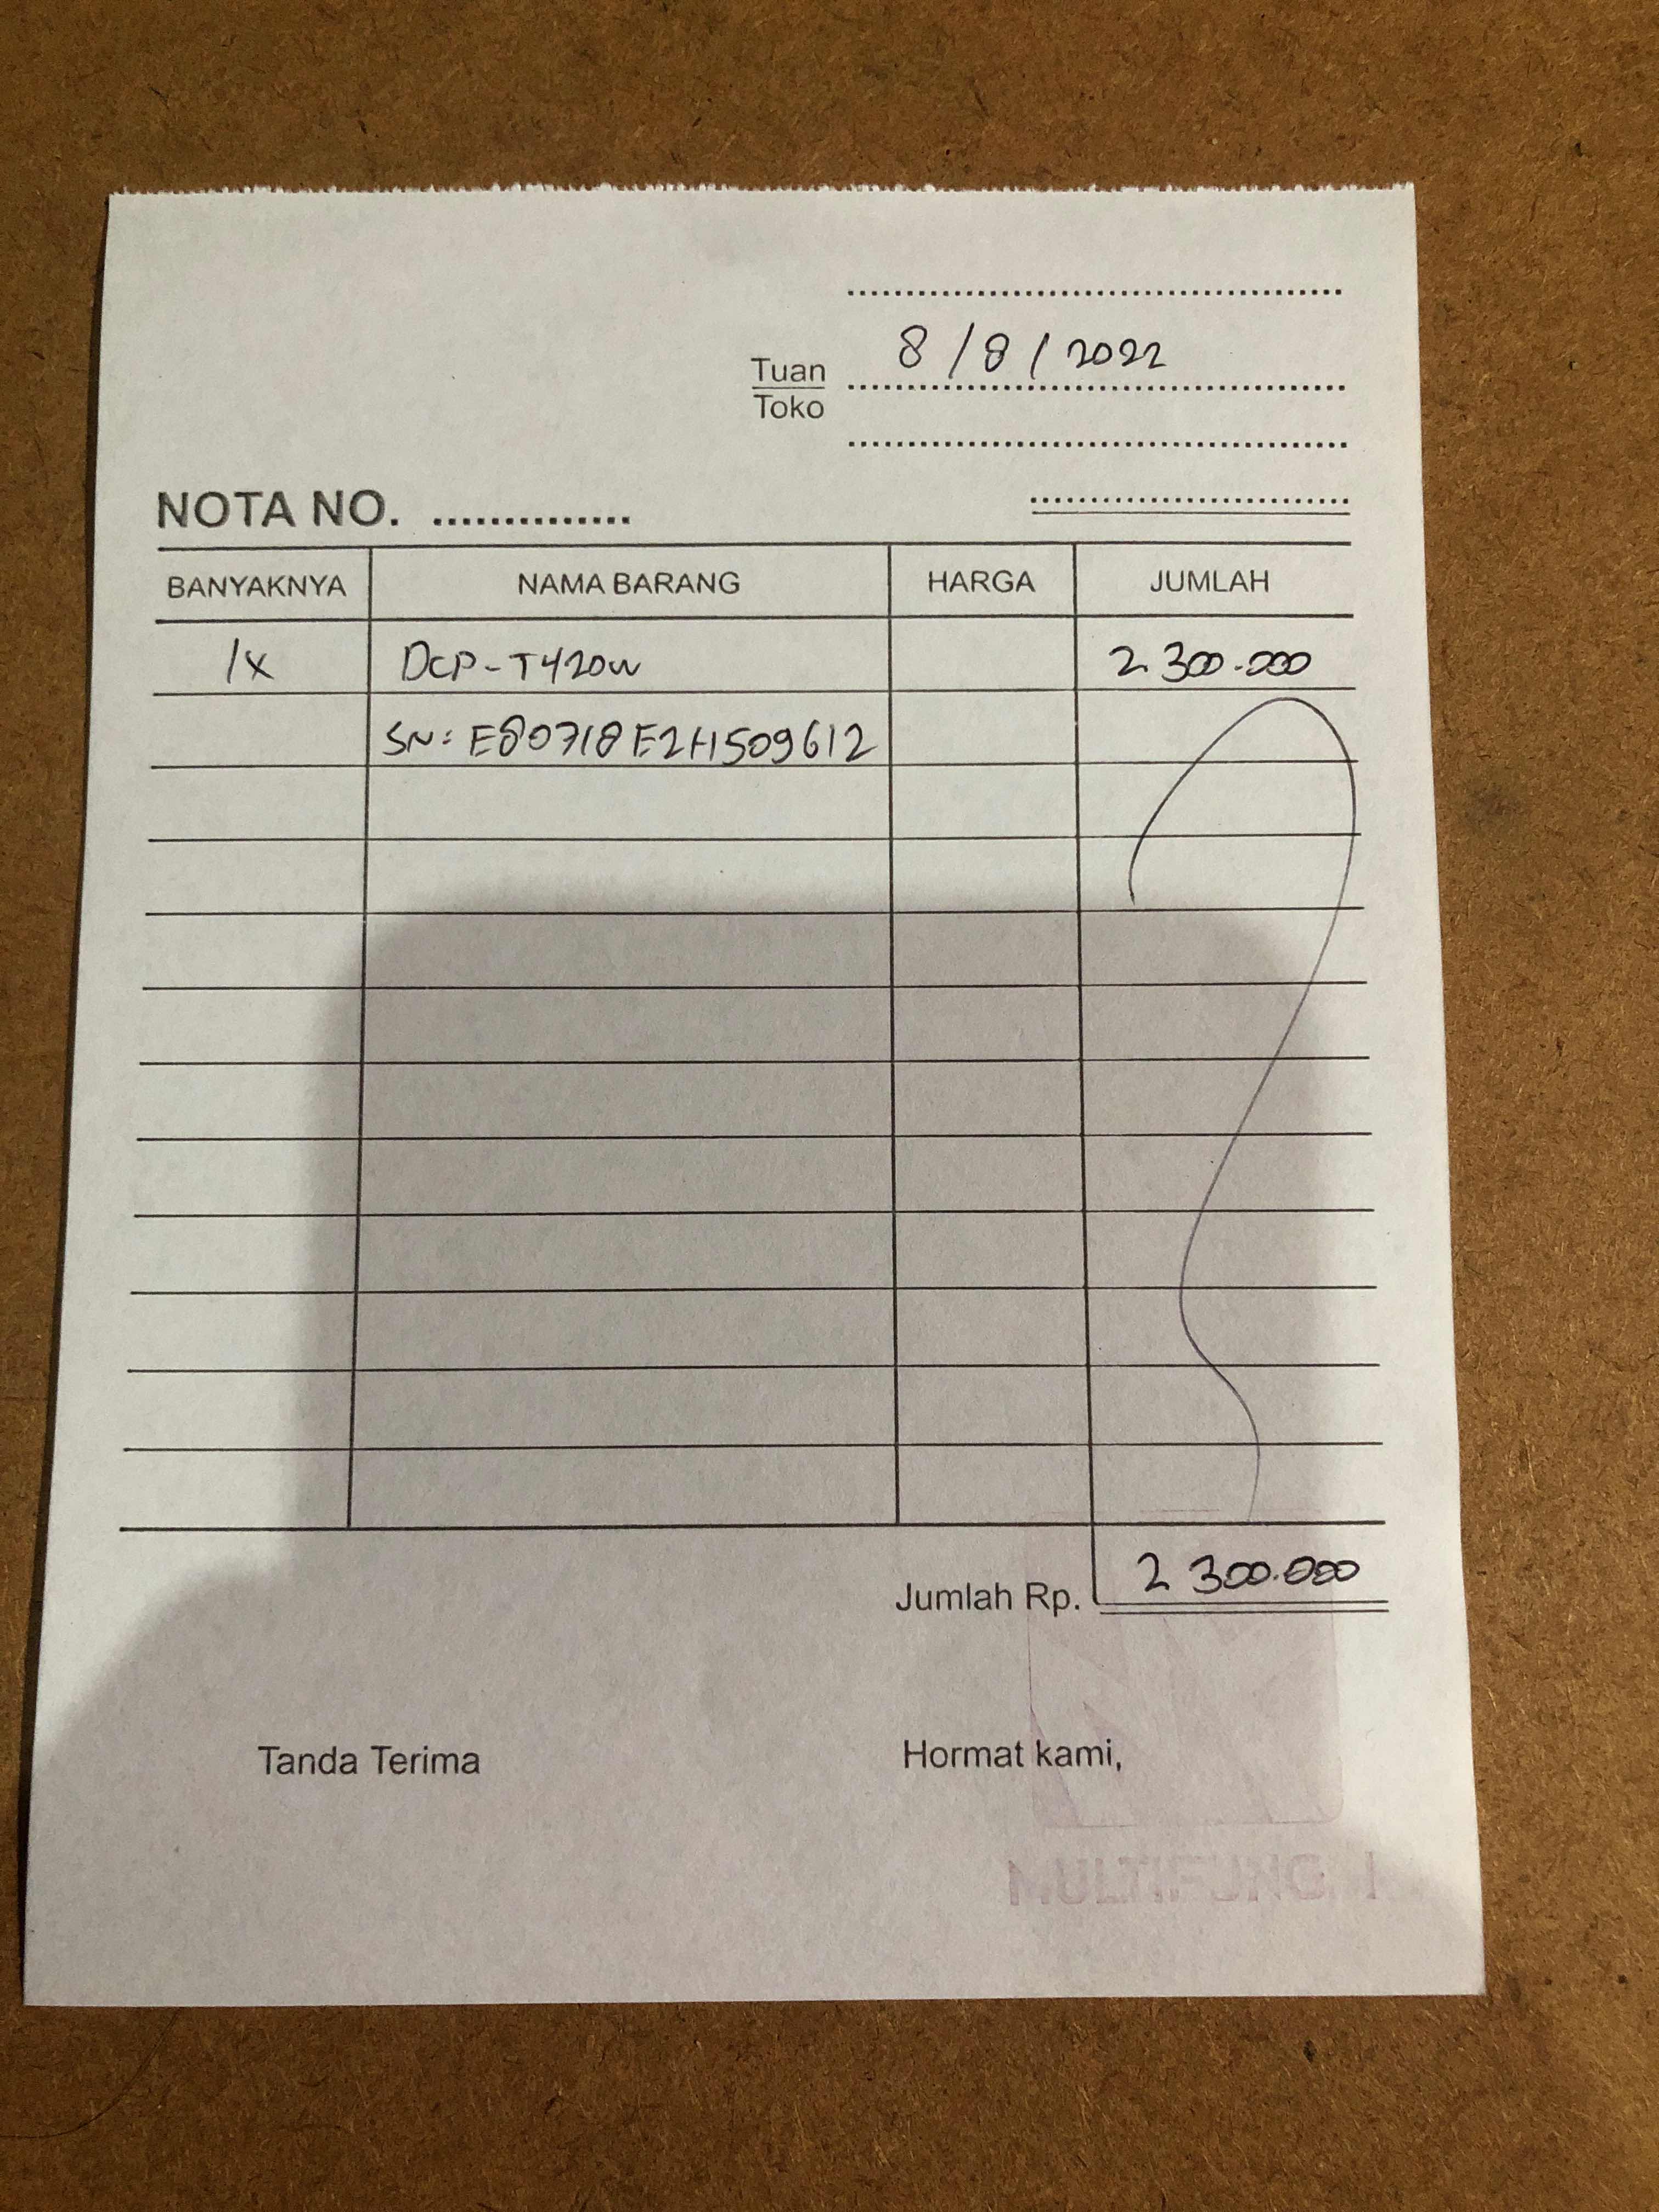 8/8/2022
Tuan
Toko
NOTA NO. ..............
BANYAKNYA NAMA BARANG HARGA JUMLAH
1x DCP-T420W 2.300.000
SN: E80718E2H509612
Jumlah Rp. 2 300.000
Tanda Terima Hormat kami,